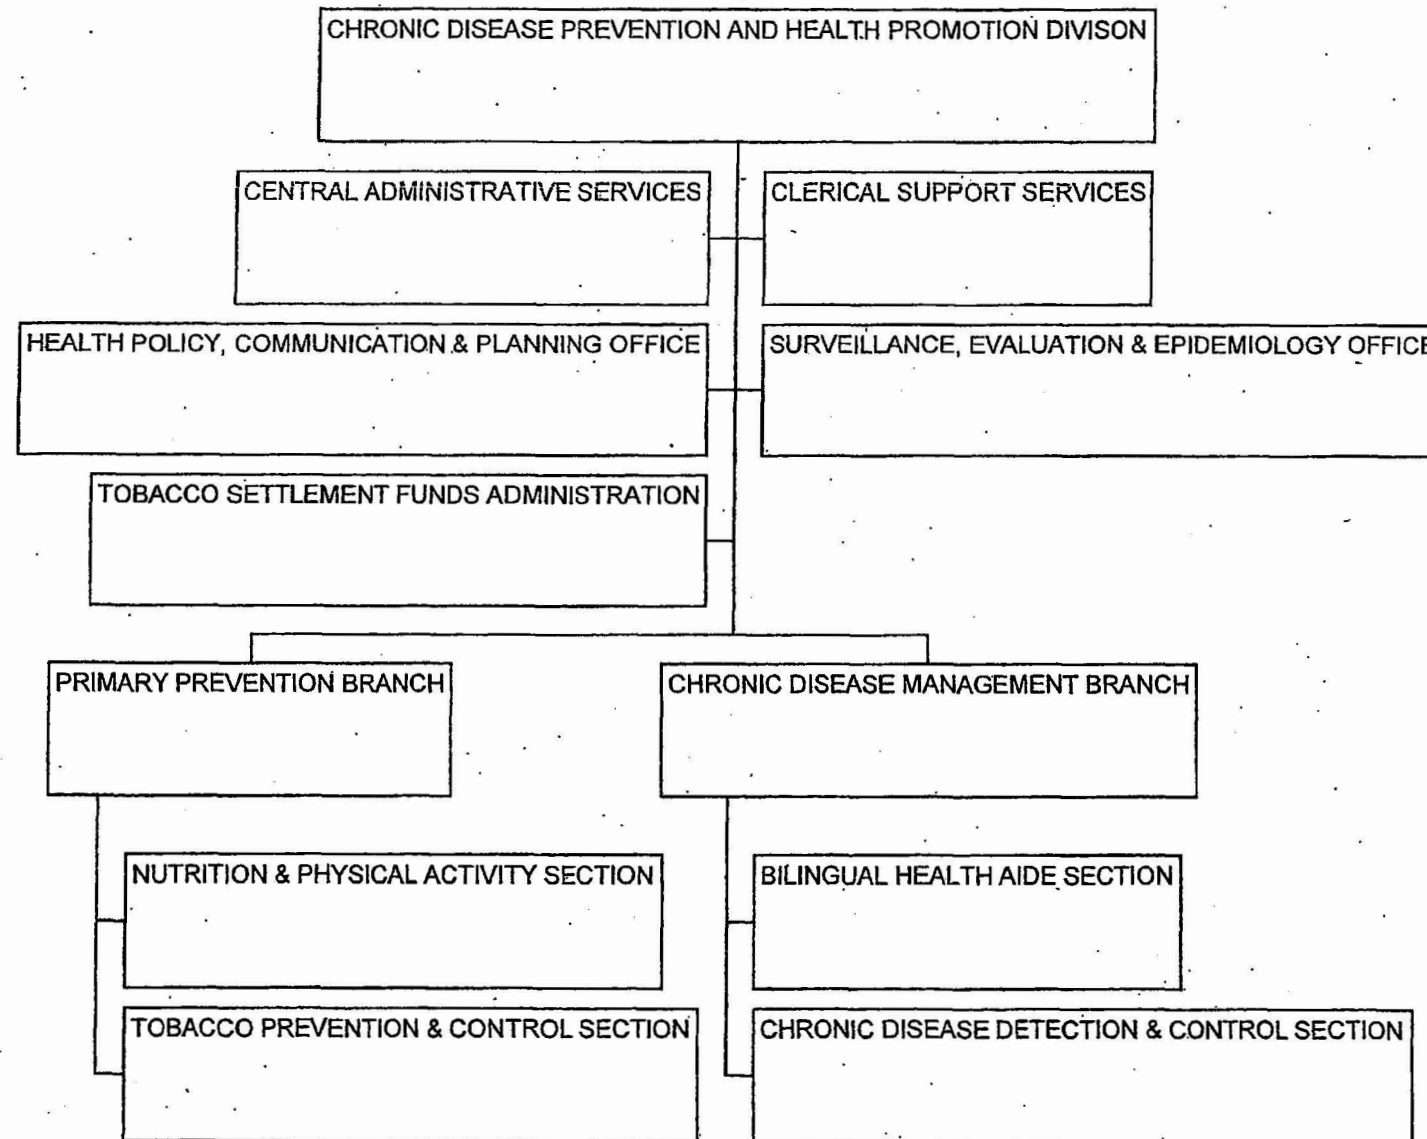 CHRONIC DISEASE PREVENTION AND HEALTH PROMOTION DIVISON
CENTRAL ADMINISTRATIVE SERVICES
CLERICAL SUPPORT SERVICES
HEALTH POLICY, COMMUNICATION & PLANNING OFFICE
SURVEILLANCE, EVALUATION & EPIDEMIOLOGY OFFICE
TOBACCO SETTLEMENT FUNDS ADMINISTRATION
PRIMARY PREVENTION BRANCH
CHRONIC DISEASE MANAGEMENT BRANCH
NUTRITION & PHYSICAL ACTIVITY SECTION
BILINGUAL HEALTH AIDE SECTION
TOBACCO PREVENTION & CONTROL SECTION
CHRONIC DISEASE DETECTION & CONTROL SECTION